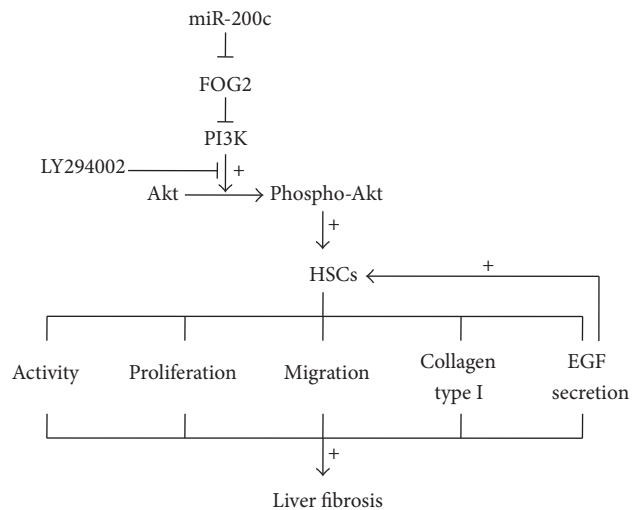 miR-200c
FOG2
PI3K
LY294002
+
Akt
Phospho-Akt
+
HSCs
+
Activity
Proliferation
Migration
Collagen
type I
EGF
secretion
+
Liver fibrosis